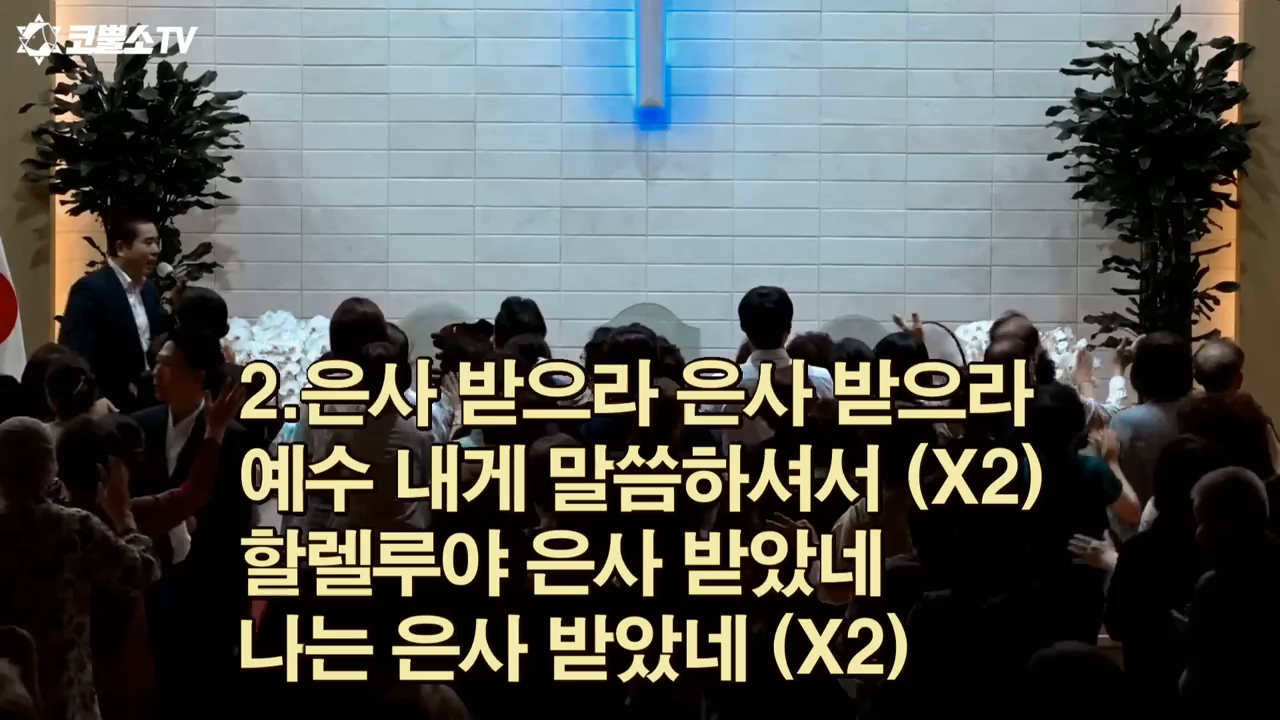 코뿔소TV
2.은사 받으라 은사 받으라
예수 내게 말씀하셔서 (X2)
할렐루야 은사 받았네
나는 은사 받았네 (X2)